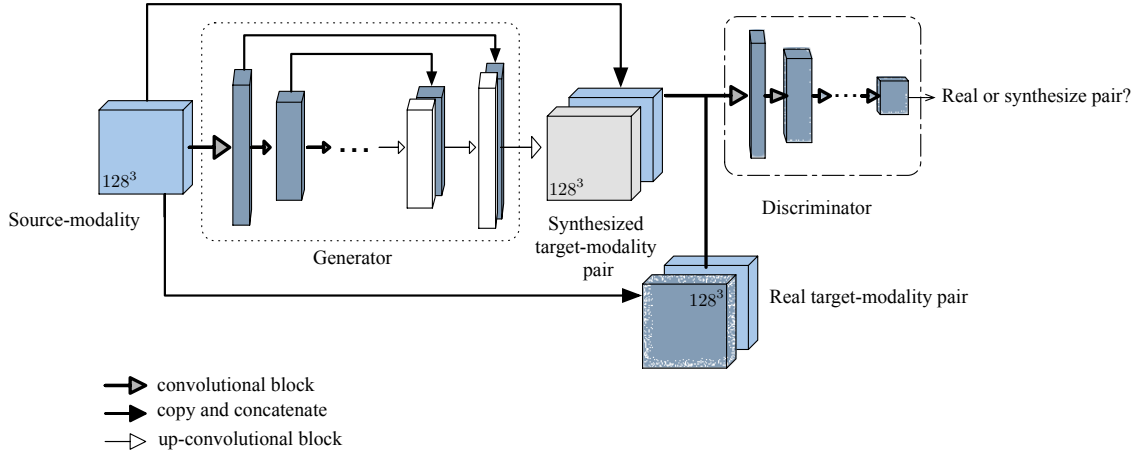 Real or synthesize pair?
128³
Source-modality
Generator
128³
Synthesized
target-modality
pair
Discriminator
128³
Real target-modality pair
convolutional block
copy and concatenate
up-convolutional block